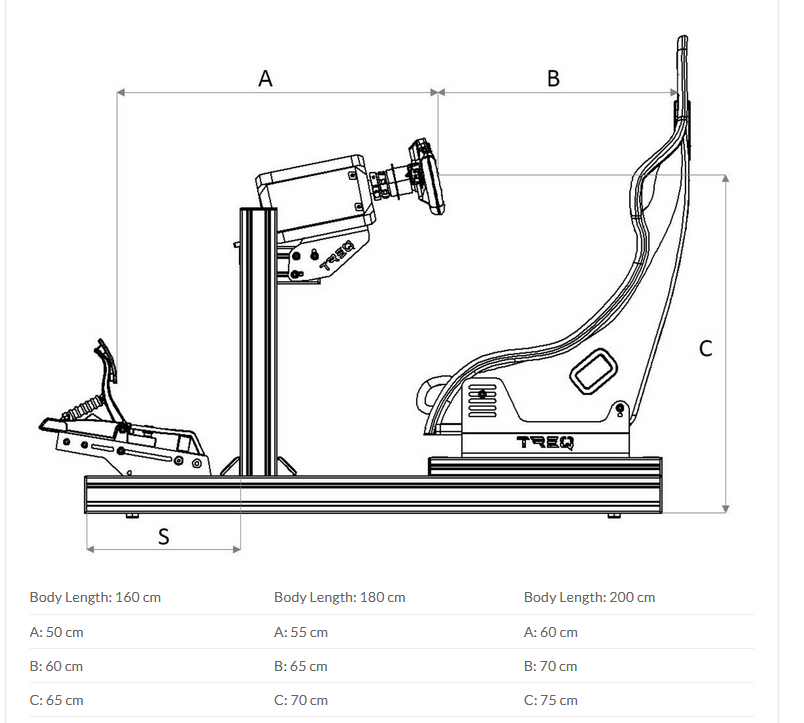 A
B
TREQ
C
TREQ
S
Body Length: 160 cm
Body Length: 180 cm
Body Length: 200 cm
A: 50 cm
A: 55 cm
A: 60 cm
B: 60 cm
B: 65 cm
B: 70 cm
C: 65 cm
C: 70 cm
C: 75 cm